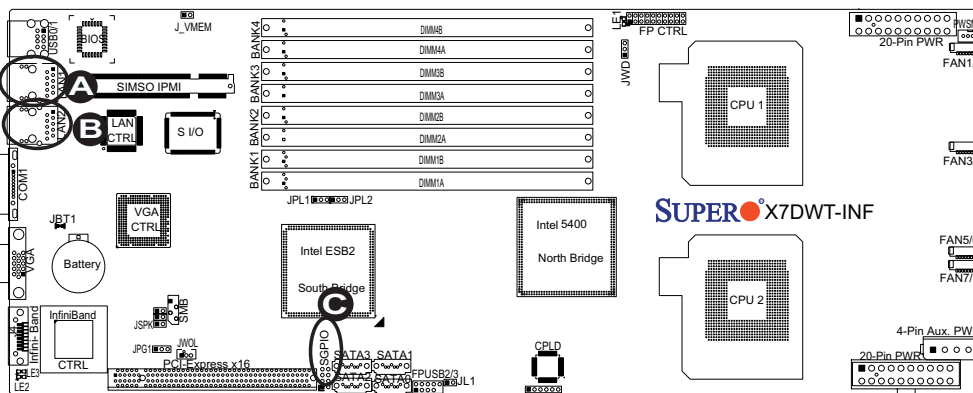 USB0/1
BIOS
J_VMEM
BANK4
DIMM4B
DIMM4A
BANK3
DIMM3B
DIMM3A
BANK2
DIMM2B
DIMM2A
BANK1
DIMM1B
DIMM1A
LE1
FP CTRL
JWD
20-Pin PWR
FAN1
FAN3
CPU 1
A
SIMSO IPMI
B
LAN
CTRL
S I/O
COM1
JPL1
JPL2
SUPER X7DWT-INF
JBT1
VGA
CTRL
VGA
Battery
Intel ESB2
South Bridge
Intel 5400
North Bridge
CPU 2
FAN5/
FAN7/
C
InfiniBand
CTRL
Infini-Band
LE3
LE2
SMB
JSPK
JPG1
JWOL
PCI-Express x16
SGPIO
SATA3
SATA1
FPUSB2/3
JL1
CPLD
4-Pin Aux. PW
20-Pin PWR